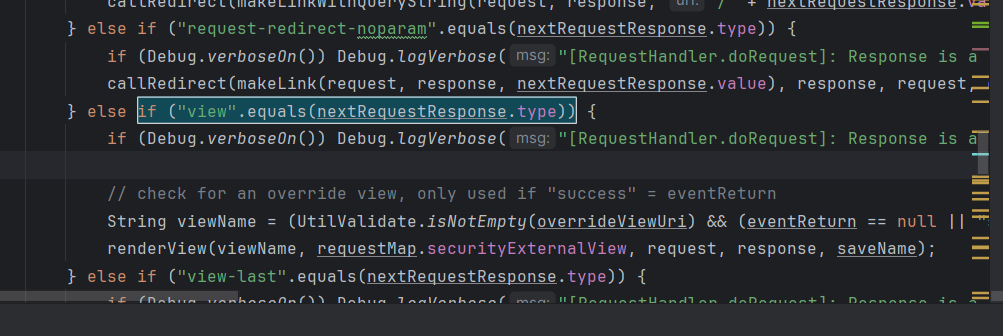 callRedirect(makeLinkWithQueryString(request, response, url: "/" + nextRequestResponse.va
} else if ("request-redirect-noparam".equals(nextRequestResponse.type)) {
if (Debug.verboseOn()) Debug.logVerbose( msg: "[RequestHandler.doRequest]: Response is a
callRedirect(makeLink(request, response, nextRequestResponse.value), response, request,
} else if ("view".equals(nextRequestResponse.type)) {
if (Debug.verboseOn()) Debug.logVerbose( msg: "[RequestHandler.doRequest]: Response is a
// check for an override view, only used if "success" = eventReturn
String viewName = (UtilValidate.isNotEmpty(overrideViewUri) && (eventReturn == null || "
renderView(viewName, requestMap.securityExternalView, request, response, saveName);
} else if ("view-last".equals(nextRequestResponse.type)) {
if (Debug.verboseOn()) Debug.logVerbose( msg: "[RequestHandler.doRequest]: Response is a